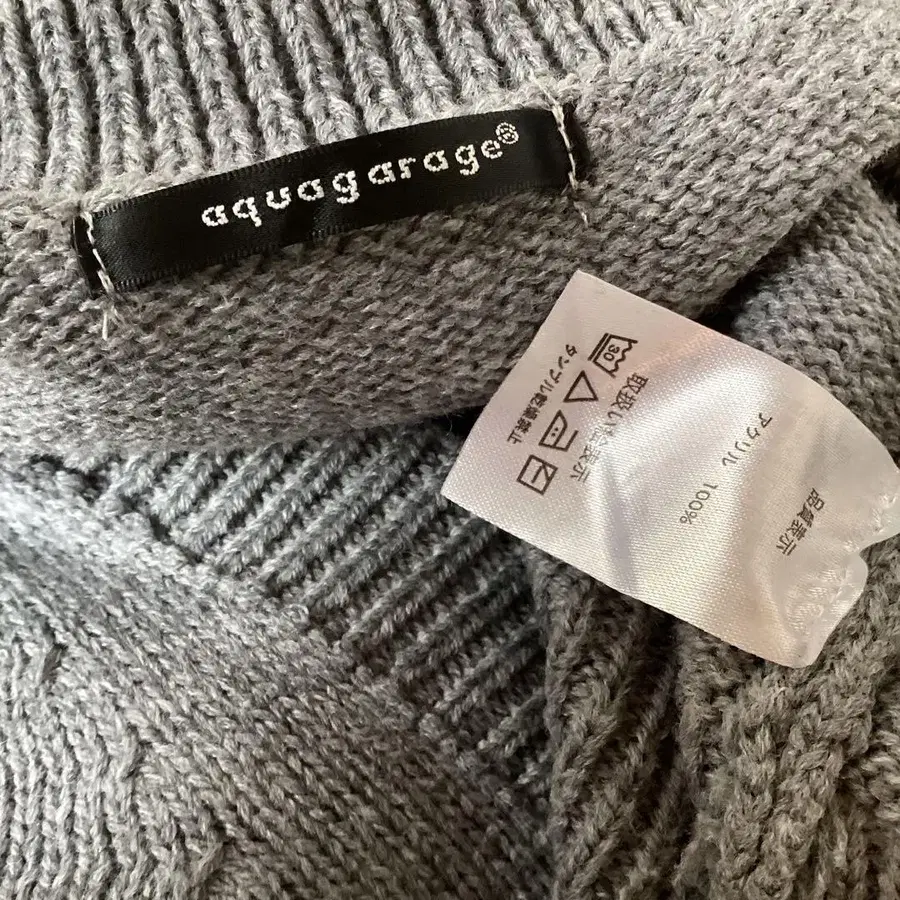 aquagarage®
品質表示
アクリル 100%
取扱い表示
30
タンブル乾燥禁止